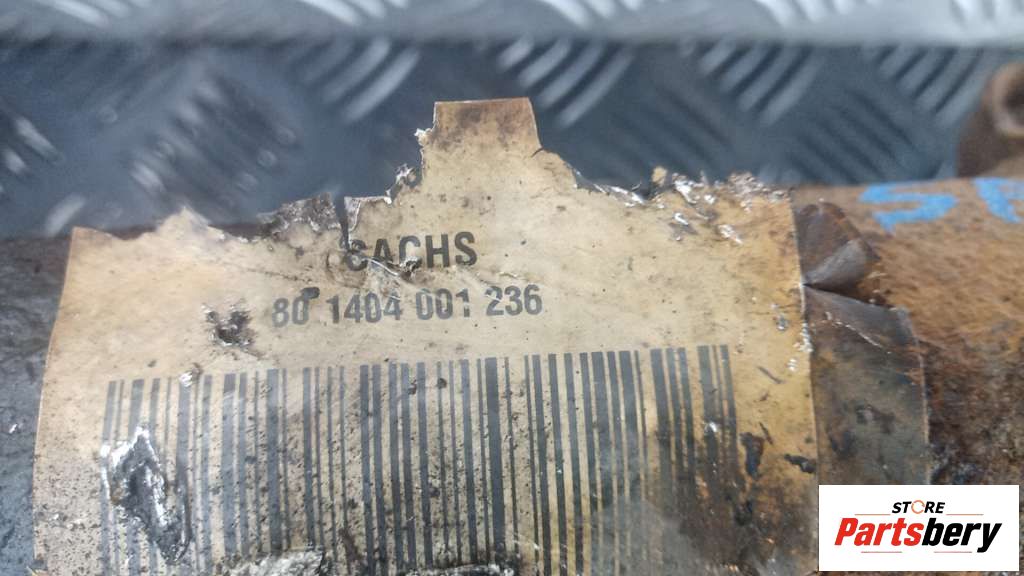 SACHS
80 1404 001 236
STORE
Partsbery